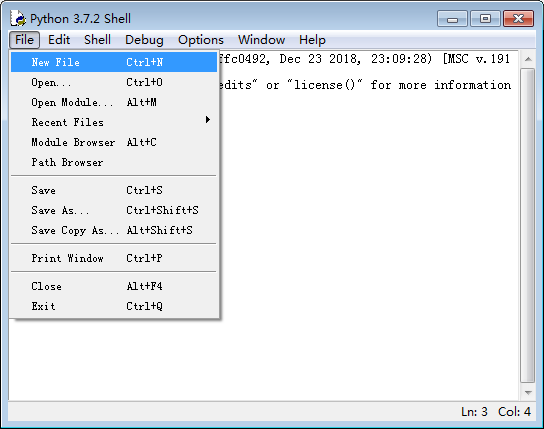 Python 3.7.2 Shell
File Edit Shell Debug Options Window Help
ffc0492, Dec 23 2018, 23:09:28) [MSC v.191
edits" or "license()" for more information
New File Ctrl+N
Open... Ctrl+O
Open Module... Alt+M
Recent Files
Module Browser Alt+C
Path Browser
Save Ctrl+S
Save As... Ctrl+Shift+S
Save Copy As... Alt+Shift+S
Print Window Ctrl+P
Close Alt+F4
Exit Ctrl+Q
Ln: 3 Col: 4